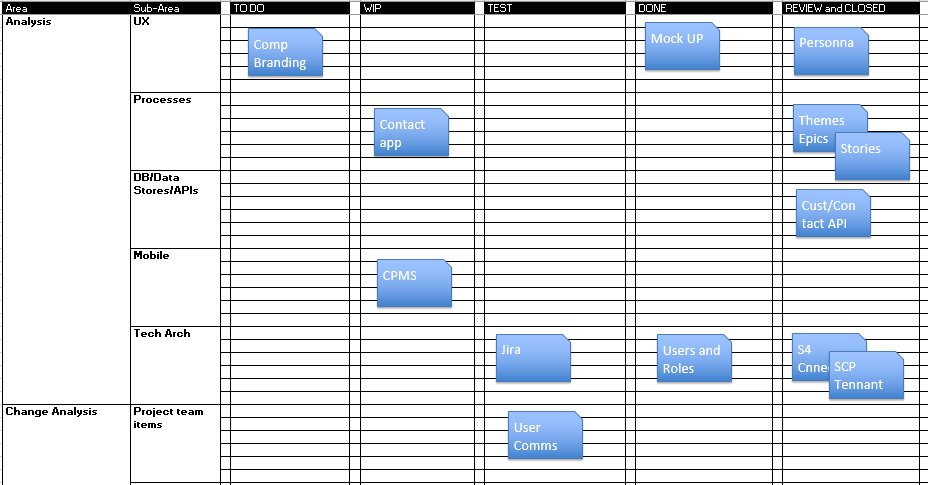 Area Sub-Area TO DO WIP TEST DONE REVIEW and CLOSED
Analysis UX
Comp
Branding
Mock UP
Personna
Processes
Contact
app
Themes
Epics
Stories
DB/Data
Stores/APIs
Cust/Con
tact API
Mobile
CPMS
Tech Arch
Jira
Users and
Roles
S4
Cnne
SCP
Tennant
Change Analysis Project team
items
User
Comms